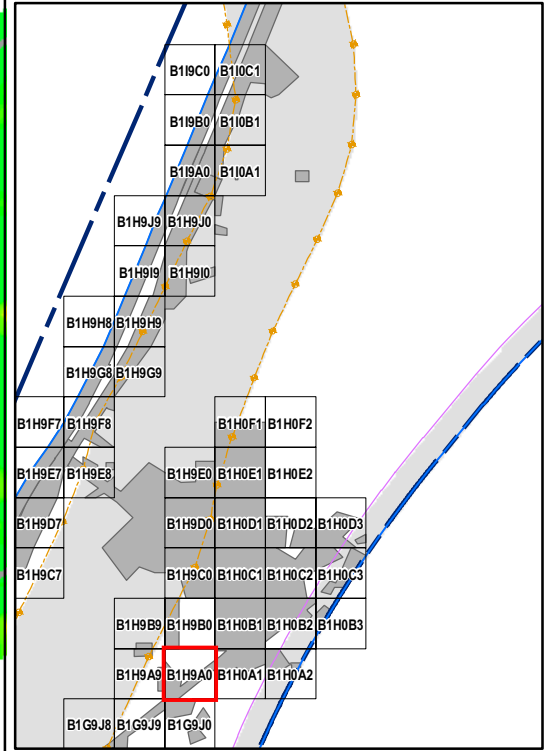 B1I9C0 B1I0C1
B1I9B0 B1I0B1
B1I9A0 B1I0A1
B1H9J9 B1H9J0
B1H9I9 B1H9I0
B1H9H8 B1H9H9
B1H9G8 B1H9G9
B1H9F7 B1H9F8 B1H0F1 B1H0F2
B1H9E7 B1H9E8 B1H9E0 B1H0E1 B1H0E2
B1H9D7 B1H9D0 B1H0D1 B1H0D2 B1H0D3
B1H9C7 B1H9C0 B1H0C1 B1H0C2 B1H0C3
B1H9B9 B1H9B0 B1H0B1 B1H0B2 B1H0B3
B1H9A9 B1H9A0 B1H0A1 B1H0A2
B1G9J8 B1G9J9 B1G9J0